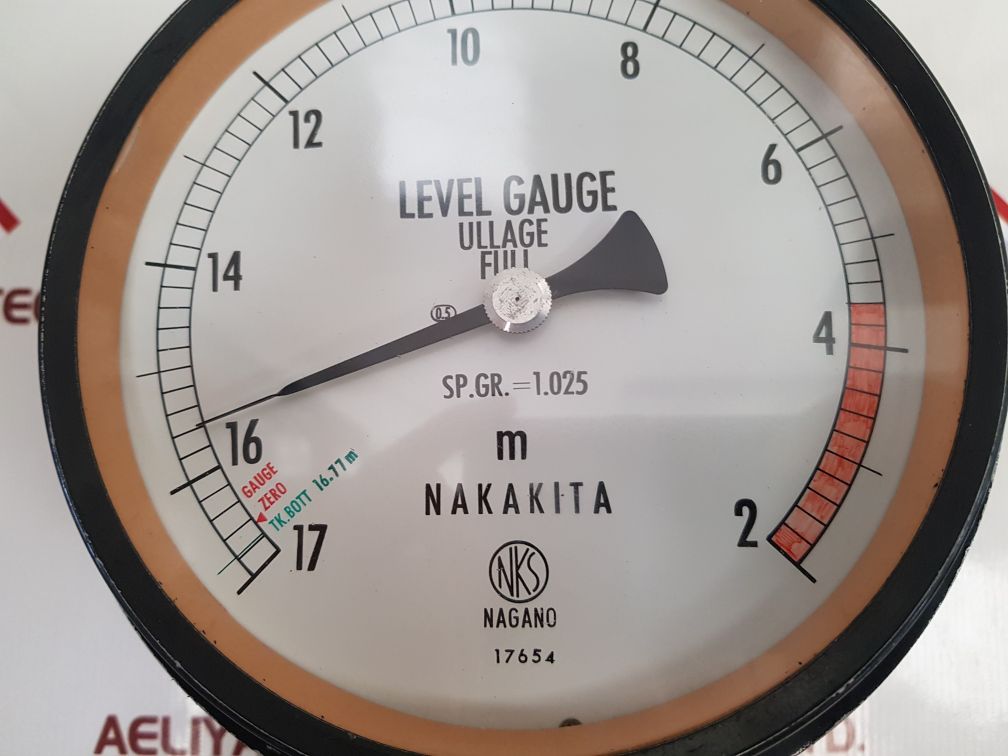 10
8
12
6
14
4
16
2
17
LEVEL GAUGE
ULLAGE
FULL
0.5
SP.GR.=1.025
m
NAKAKITA
GAUGE
ZERO
TK.BOTT 16.77 m
NKS
NAGANO
17654